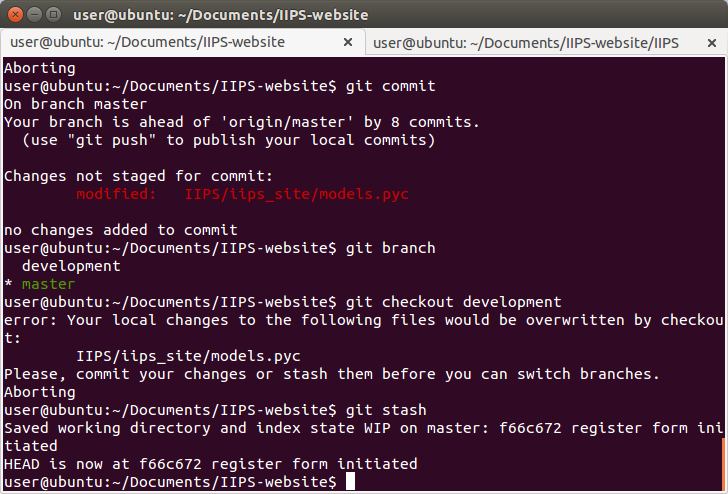 user@ubuntu: ~/Documents/IIPS-website
user@ubuntu: ~/Documents/IIPS-website × user@ubuntu: ~/Documents/IIPS-website/IIPS ×
Aborting
user@ubuntu:~/Documents/IIPS-website$ git commit
On branch master
Your branch is ahead of 'origin/master' by 8 commits.
  (use "git push" to publish your local commits)
Changes not staged for commit:
        modified:   IIPS/iips_site/models.pyc
no changes added to commit
user@ubuntu:~/Documents/IIPS-website$ git branch
  development
* master
user@ubuntu:~/Documents/IIPS-website$ git checkout development
error: Your local changes to the following files would be overwritten by checkou
t:
        IIPS/iips_site/models.pyc
Please, commit your changes or stash them before you can switch branches.
Aborting
user@ubuntu:~/Documents/IIPS-website$ git stash
Saved working directory and index state WIP on master: f66c672 register form ini
tiated
HEAD is now at f66c672 register form initiated
user@ubuntu:~/Documents/IIPS-website$